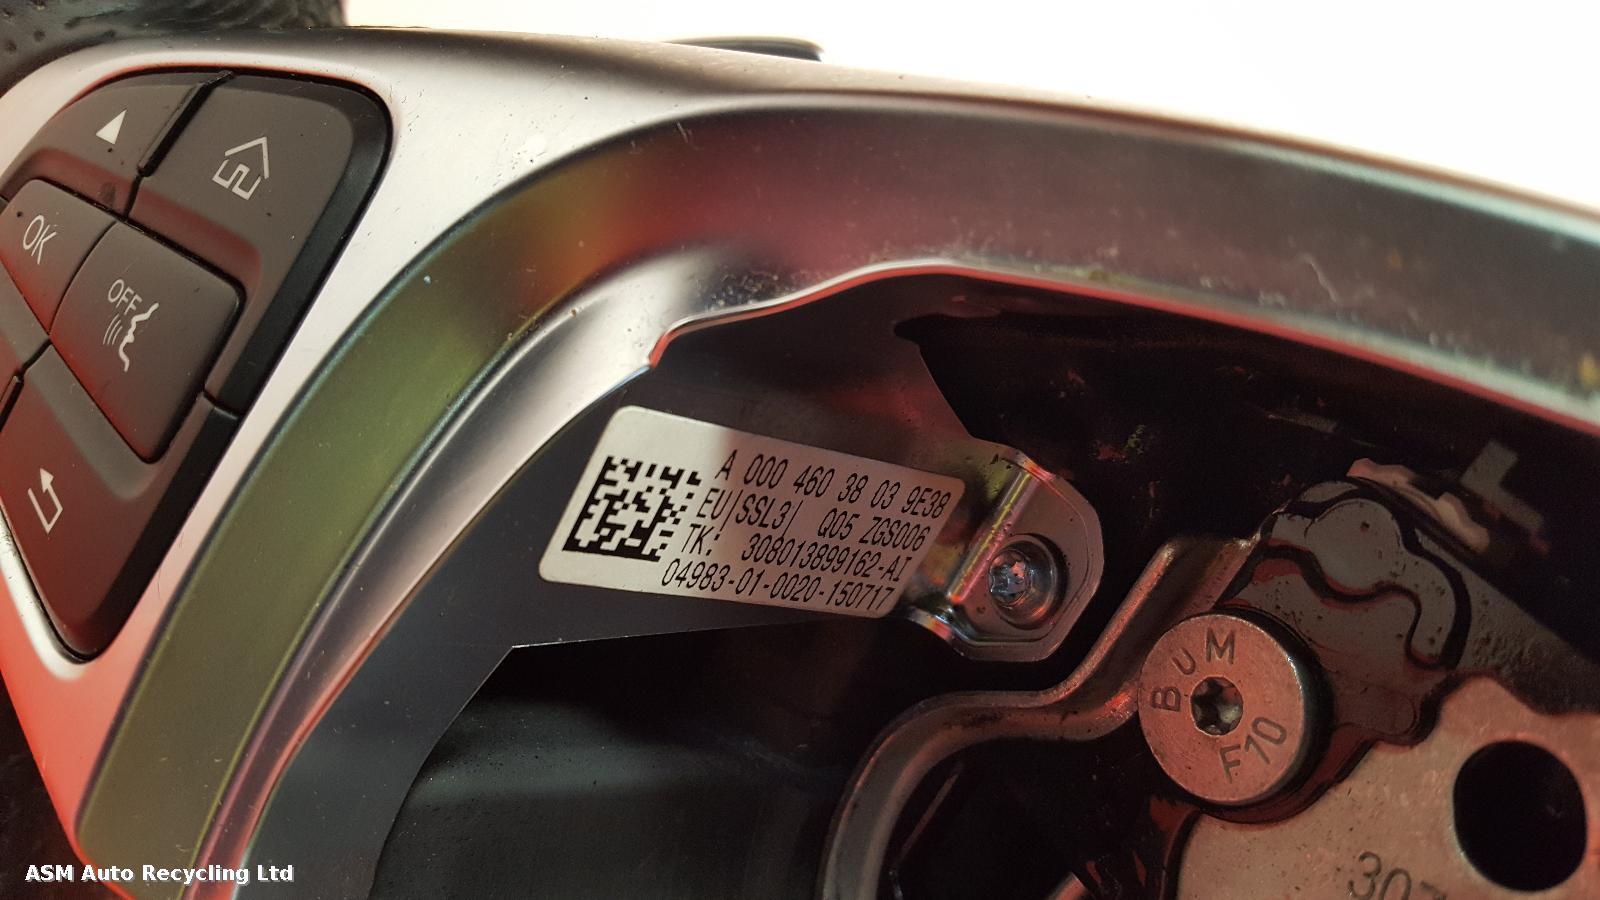 OK
OFF
A 000 460 38 03 9E38
EU|SSL3| Q05 ZGS006
TK: 308013899162-AI
04983-01-0020-150717
BUM
F10
307
ASM Auto Recycling Ltd